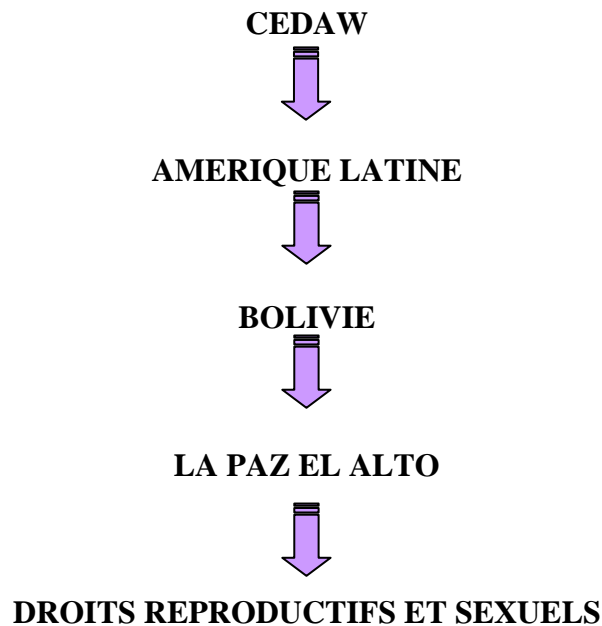 CEDAW
AMERIQUE LATINE
BOLIVIE
LA PAZ EL ALTO
DROITS REPRODUCTIFS ET SEXUELS